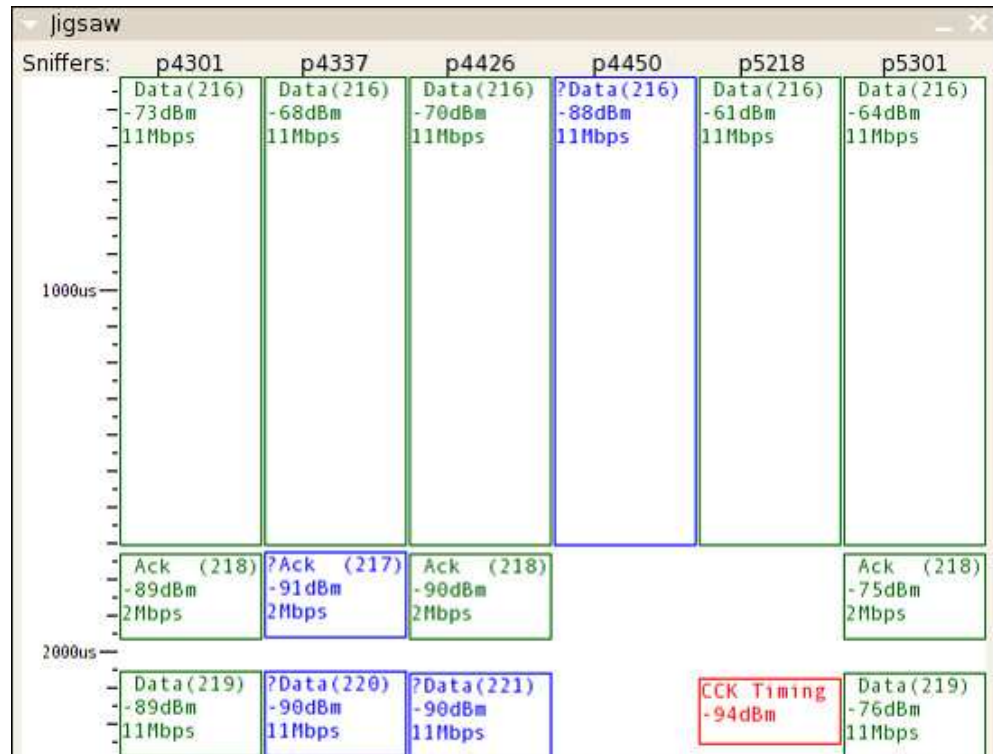 Jigsaw
Sniffers: p4301 p4337 p4426 p4450 p5218 p5301
Data(216) Data(216) Data(216) ?Data(216) Data(216) Data(216)
-73dBm -68dBm -70dBm -88dBm -61dBm -64dBm
11Mbps 11Mbps 11Mbps 11Mbps 11Mbps 11Mbps
1000us
Ack (218) ?Ack (217) Ack (218) Ack (218)
-89dBm -91dBm -90dBm -75dBm
2Mbps 2Mbps 2Mbps 2Mbps
2000us
Data(219) ?Data(220) ?Data(221) CCK Timing Data(219)
-89dBm -90dBm -90dBm -94dBm -76dBm
11Mbps 11Mbps 11Mbps 11Mbps